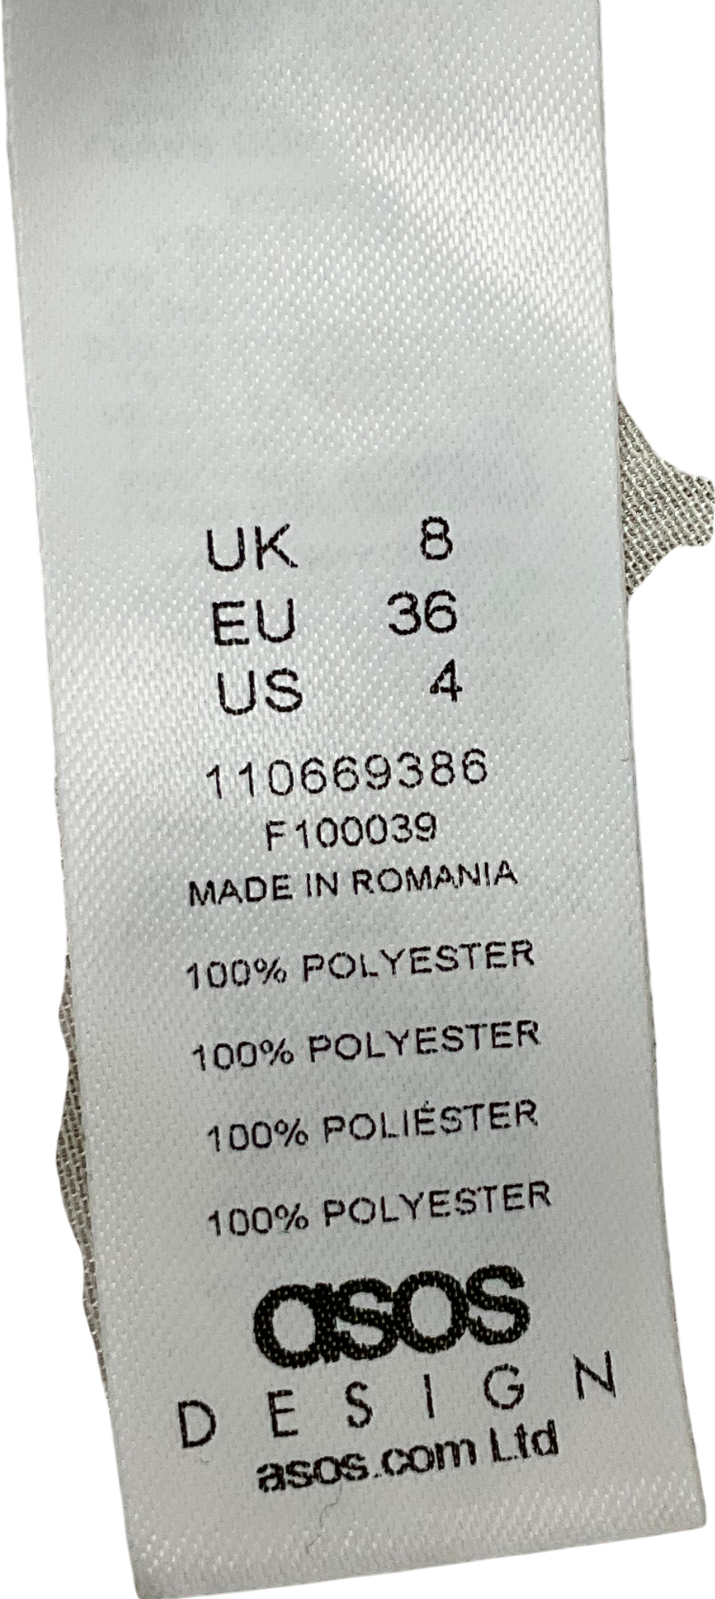 UK 8
EU 36
US 4
110669386
F100039
MADE IN ROMANIA
100% POLYESTER
100% POLYESTER
100% POLIÉSTER
100% POLYESTER
asos
DESIGN
asos.com Ltd